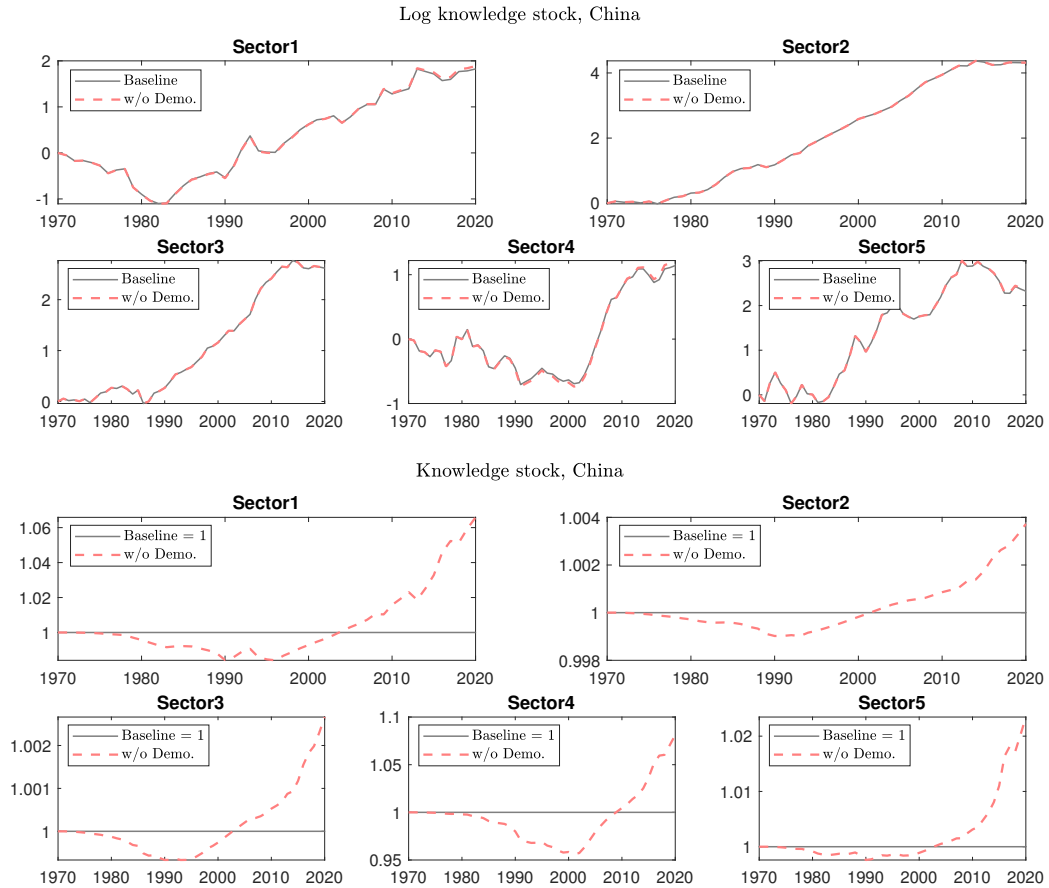 Log knowledge stock, China
Sector1
2
1
0
-1
Baseline
w/o Demo.
1970 1980 1990 2000 2010 2020
Sector2
4
2
0
Baseline
w/o Demo.
1970 1980 1990 2000 2010 2020
Sector3
2
1
0
Baseline
w/o Demo.
1970 1980 1990 2000 2010 2020
Sector4
1
0
-1
Baseline
w/o Demo.
1970 1980 1990 2000 2010 2020
Sector5
3
2
1
0
Baseline
w/o Demo.
1970 1980 1990 2000 2010 2020
Knowledge stock, China
Sector1
1.06
1.04
1.02
1
Baseline = 1
w/o Demo.
1970 1980 1990 2000 2010 2020
Sector2
1.004
1.002
1
0.998
Baseline = 1
w/o Demo.
1970 1980 1990 2000 2010 2020
Sector3
1.002
1.001
1
Baseline = 1
w/o Demo.
1970 1980 1990 2000 2010 2020
Sector4
1.1
1.05
1
0.95
Baseline = 1
w/o Demo.
1970 1980 1990 2000 2010 2020
Sector5
1.02
1.01
1
Baseline = 1
w/o Demo.
1970 1980 1990 2000 2010 2020